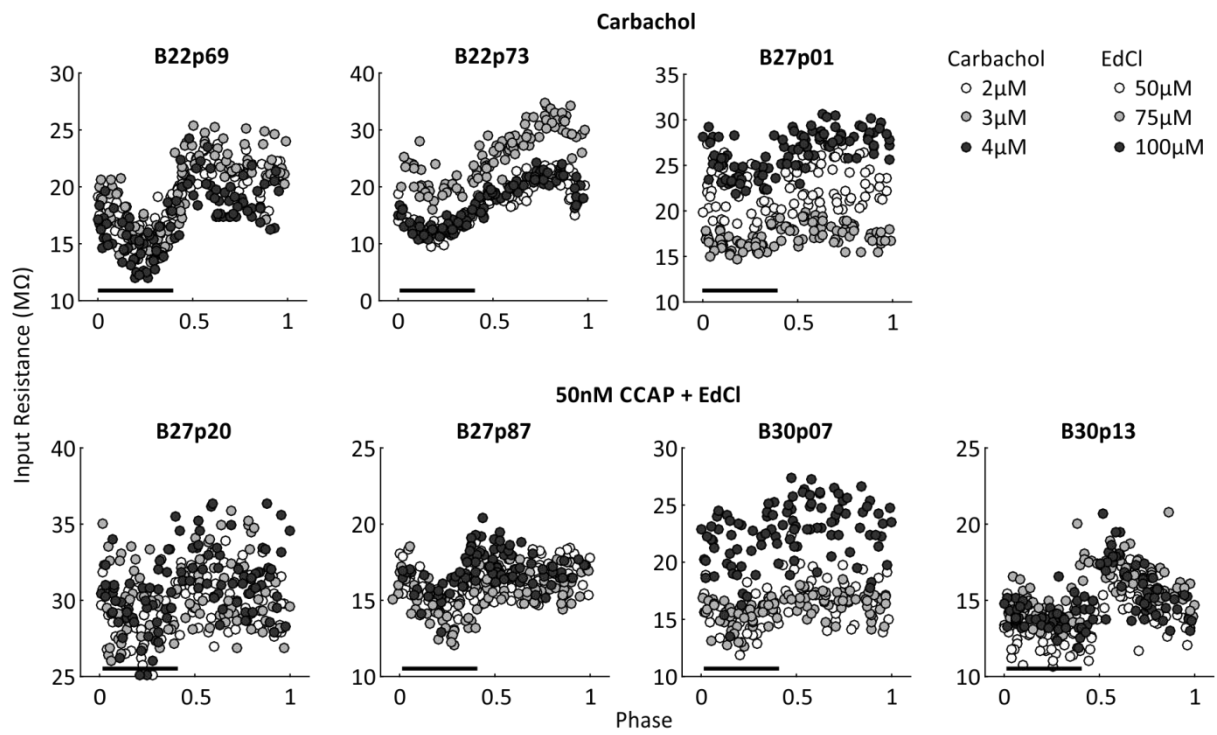 Carbachol
B22p69
B22p73
B27p01
Carbachol
EdCl
2µM
50µM
3µM
75µM
4µM
100µM
30
25
20
15
10
0
0.5
1
40
30
20
10
0
0
0.5
1
35
30
25
20
15
10
0
0.5
1
Input Resistance (MΩ)
50nM CCAP + EdCl
B27p20
B27p87
B30p07
B30p13
40
35
30
25
0
0.5
1
25
20
15
10
0
0.5
1
30
25
20
15
10
0
0.5
1
25
20
15
10
0
0.5
1
Phase